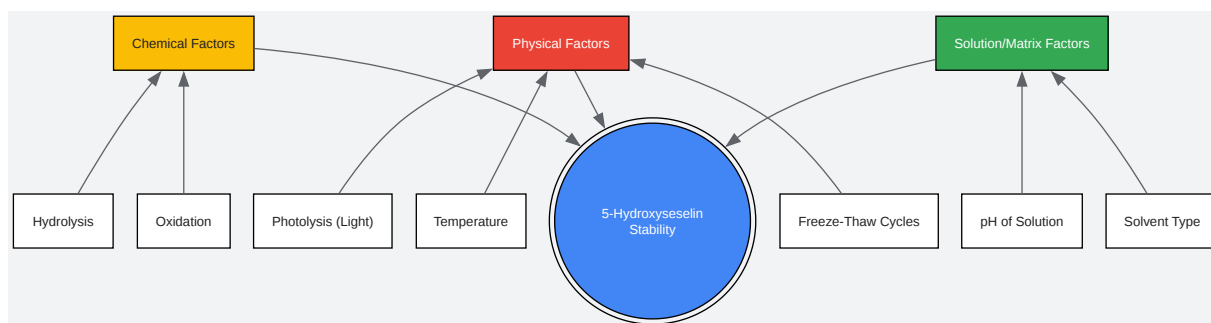 Chemical Factors
Physical Factors
Solution/Matrix Factors
Hydrolysis
Oxidation
Photolysis (Light)
Temperature
5-Hydroxyseselin
Stability
Freeze-Thaw Cycles
pH of Solution
Solvent Type